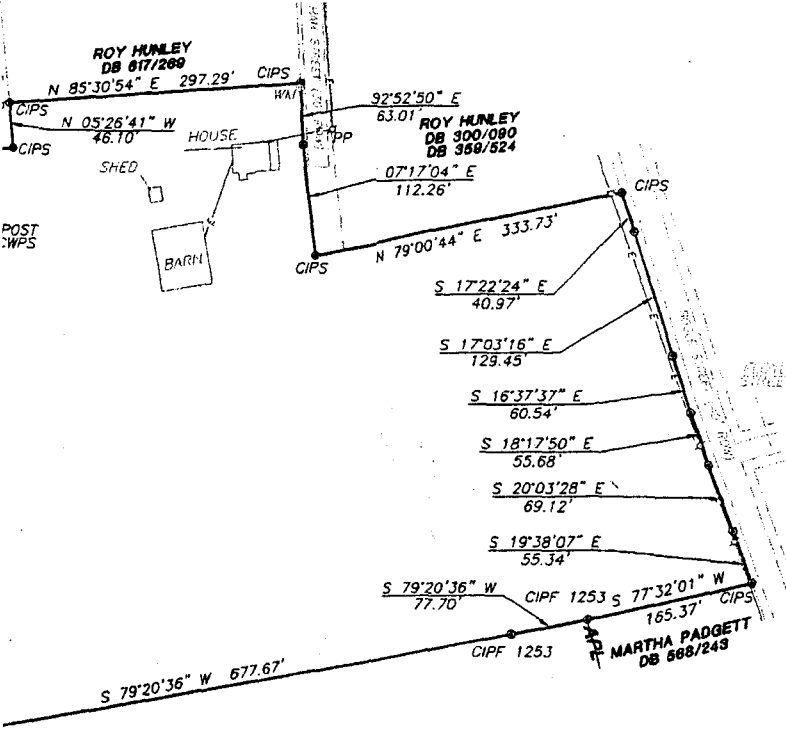 ROY HUNLEY
DB 617/269
N 85°30'54" E 297.29'
CIPS
CIPS
N 05°26'41" W
46.10'
CIPS
92°52'50" E
63.01'
ROY HUNLEY
DB 300/090
DB 359/524
PP
HOUSE
SHED
07°17'04" E
112.26'
CIPS
POST
CWPS
BARN
N 79°00'44" E 333.73'
CIPS
S 17°22'24" E
40.97'
E
S 17°03'16" E
129.45'
E
E
S 16°37'37" E
60.54'
S 18°17'50" E
55.68'
S 20°03'28" E
69.12'
S 19°38'07" E
55.34'
S 79°20'36" W
77.70'
CIPF 1253
S 77°32'01" W
165.37'
CIPS
CIPF 1253
APL
MARTHA PADGETT
DB 568/243
S 79°20'36" W 677.67'